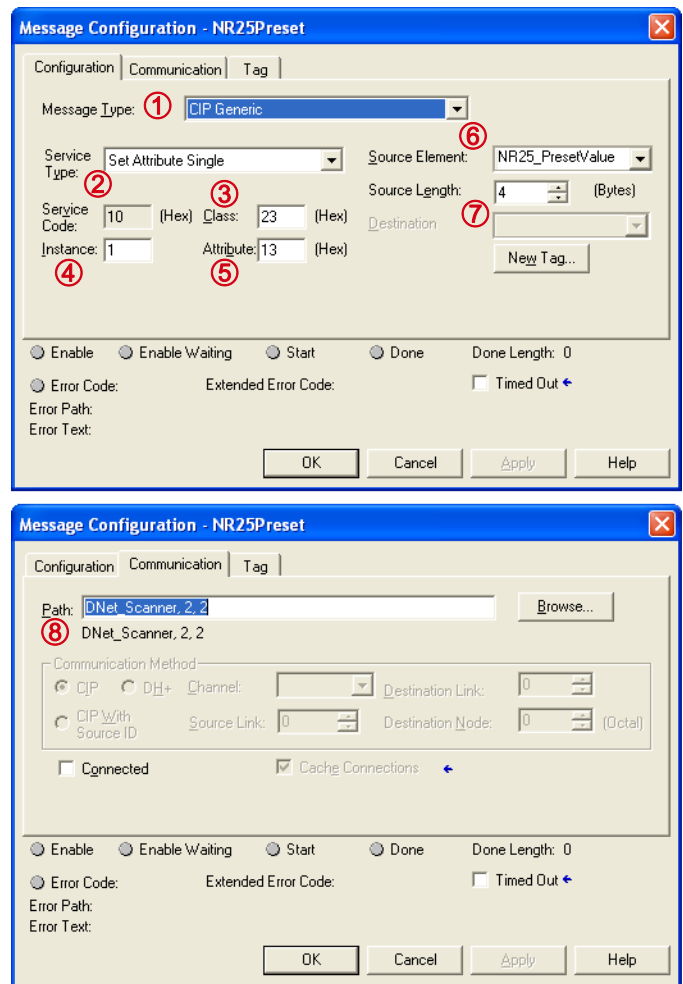 Message Configuration - NR25Preset
Configuration Communication Tag
Message Type: ① CIP Generic
⑥
Service Type: Set Attribute Single Source Element: NR25_PresetValue
② ③ Source Length: 4 (Bytes)
Service Code: 10 (Hex) Class: 23 (Hex) ⑦ Destination
Instance: 1 Attribute: 13 (Hex)
④ ⑤ New Tag...
Enable Enable Waiting Start Done Done Length: 0
Error Code: Extended Error Code: Timed Out
Error Path:
Error Text:
OK Cancel Apply Help
Message Configuration - NR25Preset
Configuration Communication Tag
Path: DNet_Scanner, 2, 2 Browse...
⑧ DNet_Scanner, 2, 2
Communication Method
CIP DH+ Channel: Destination Link: 0
CIP With Source ID Source Link: 0 Destination Node: 0 (Octal)
Connected Cache Connections
Enable Enable Waiting Start Done Done Length: 0
Error Code: Extended Error Code: Timed Out
Error Path:
Error Text:
OK Cancel Apply Help